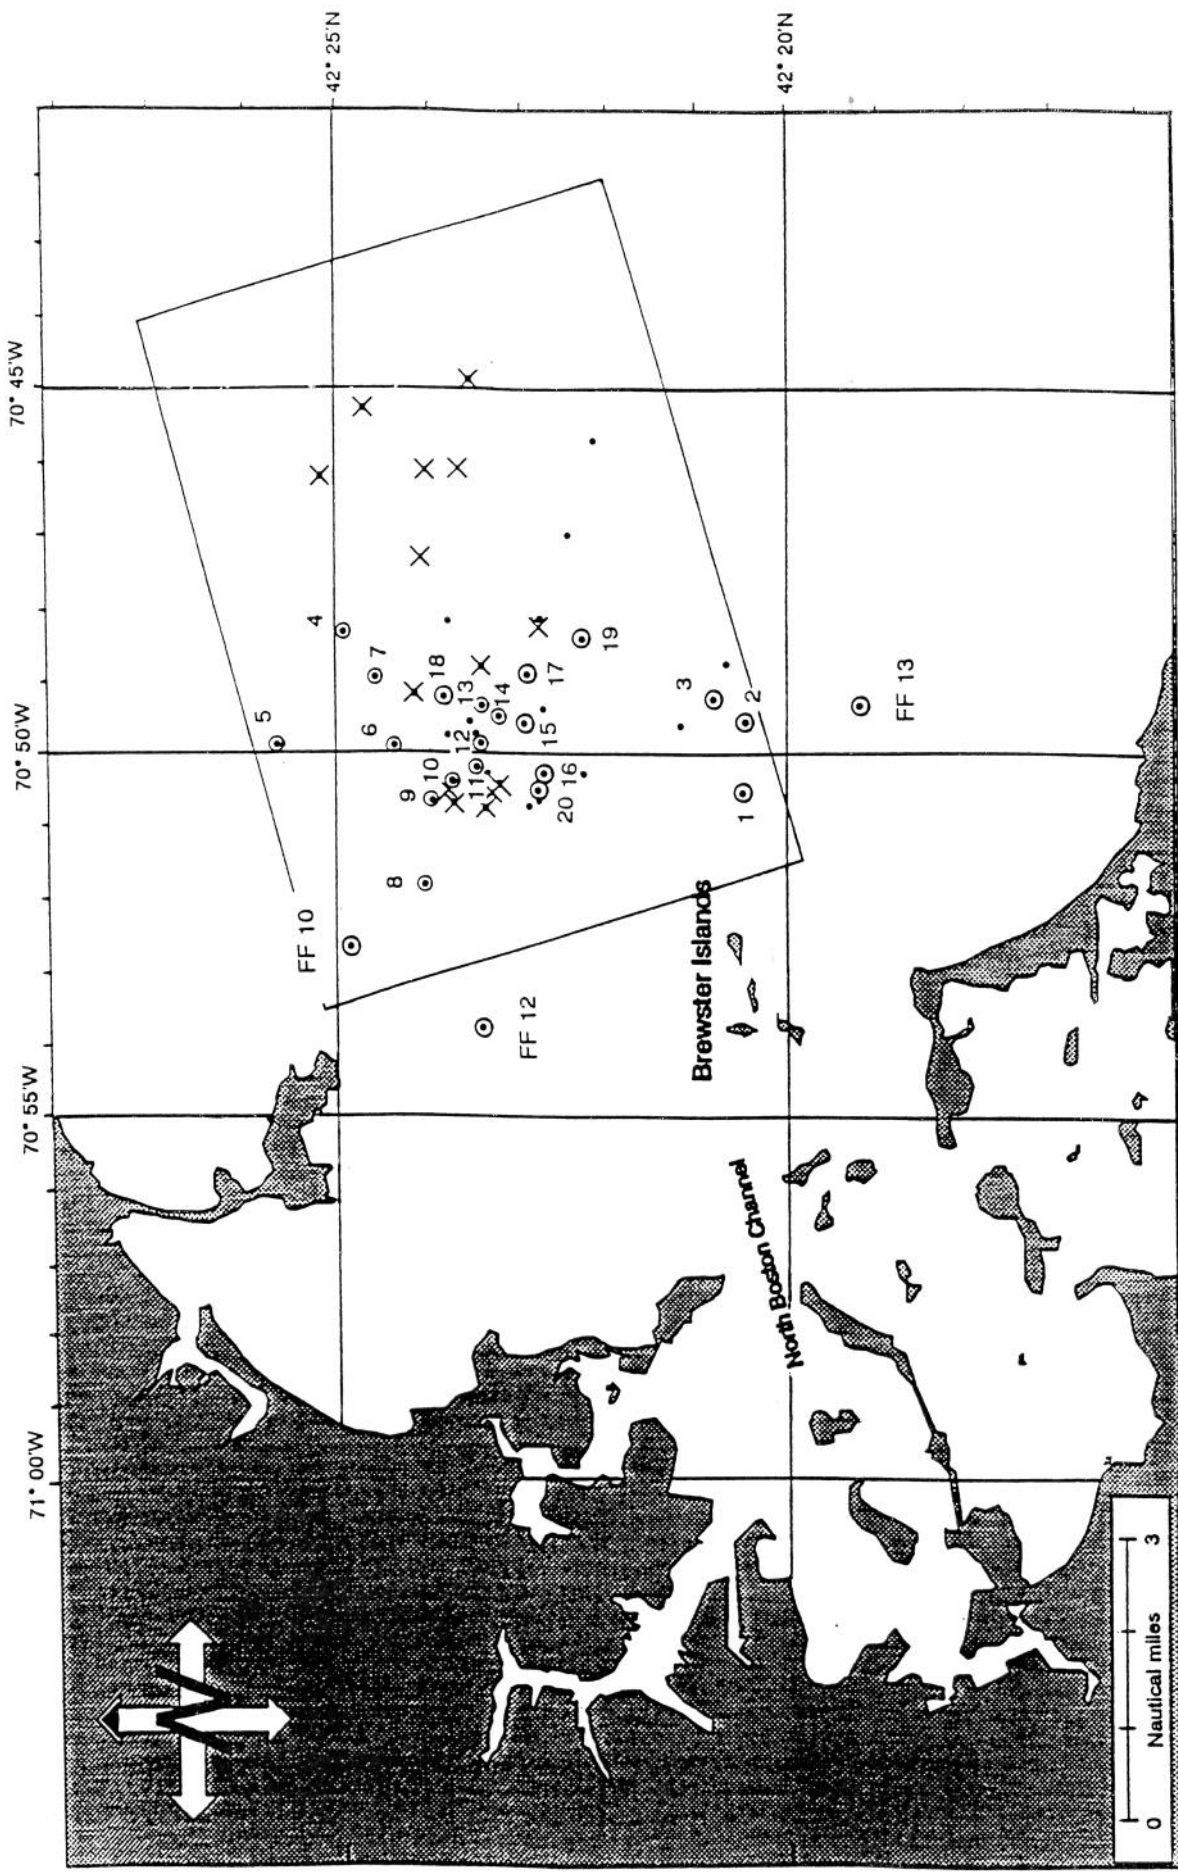 71° 00'W
70° 55'W
70° 50'W
70° 45'W
42° 25'N
42° 20'N
FF 10
FF 12
FF 13
5
4
6
7
8
9
10
11
12
18
13
14
15
17
19
20
16
3
2
1
Brewster Islands
North Boston Channel
N
0 Nautical miles 3